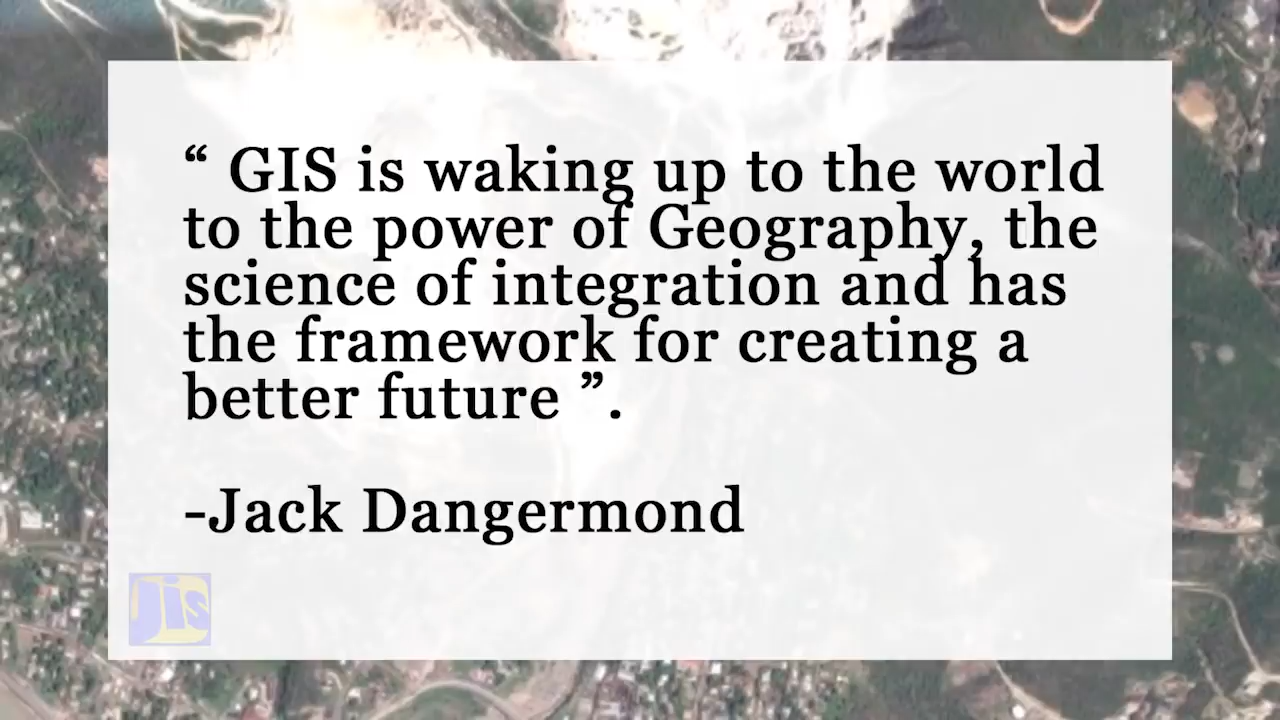 “ GIS is waking up to the world
to the power of Geography, the
science of integration and has
the framework for creating a
better future ”.
-Jack Dangermond
Jis